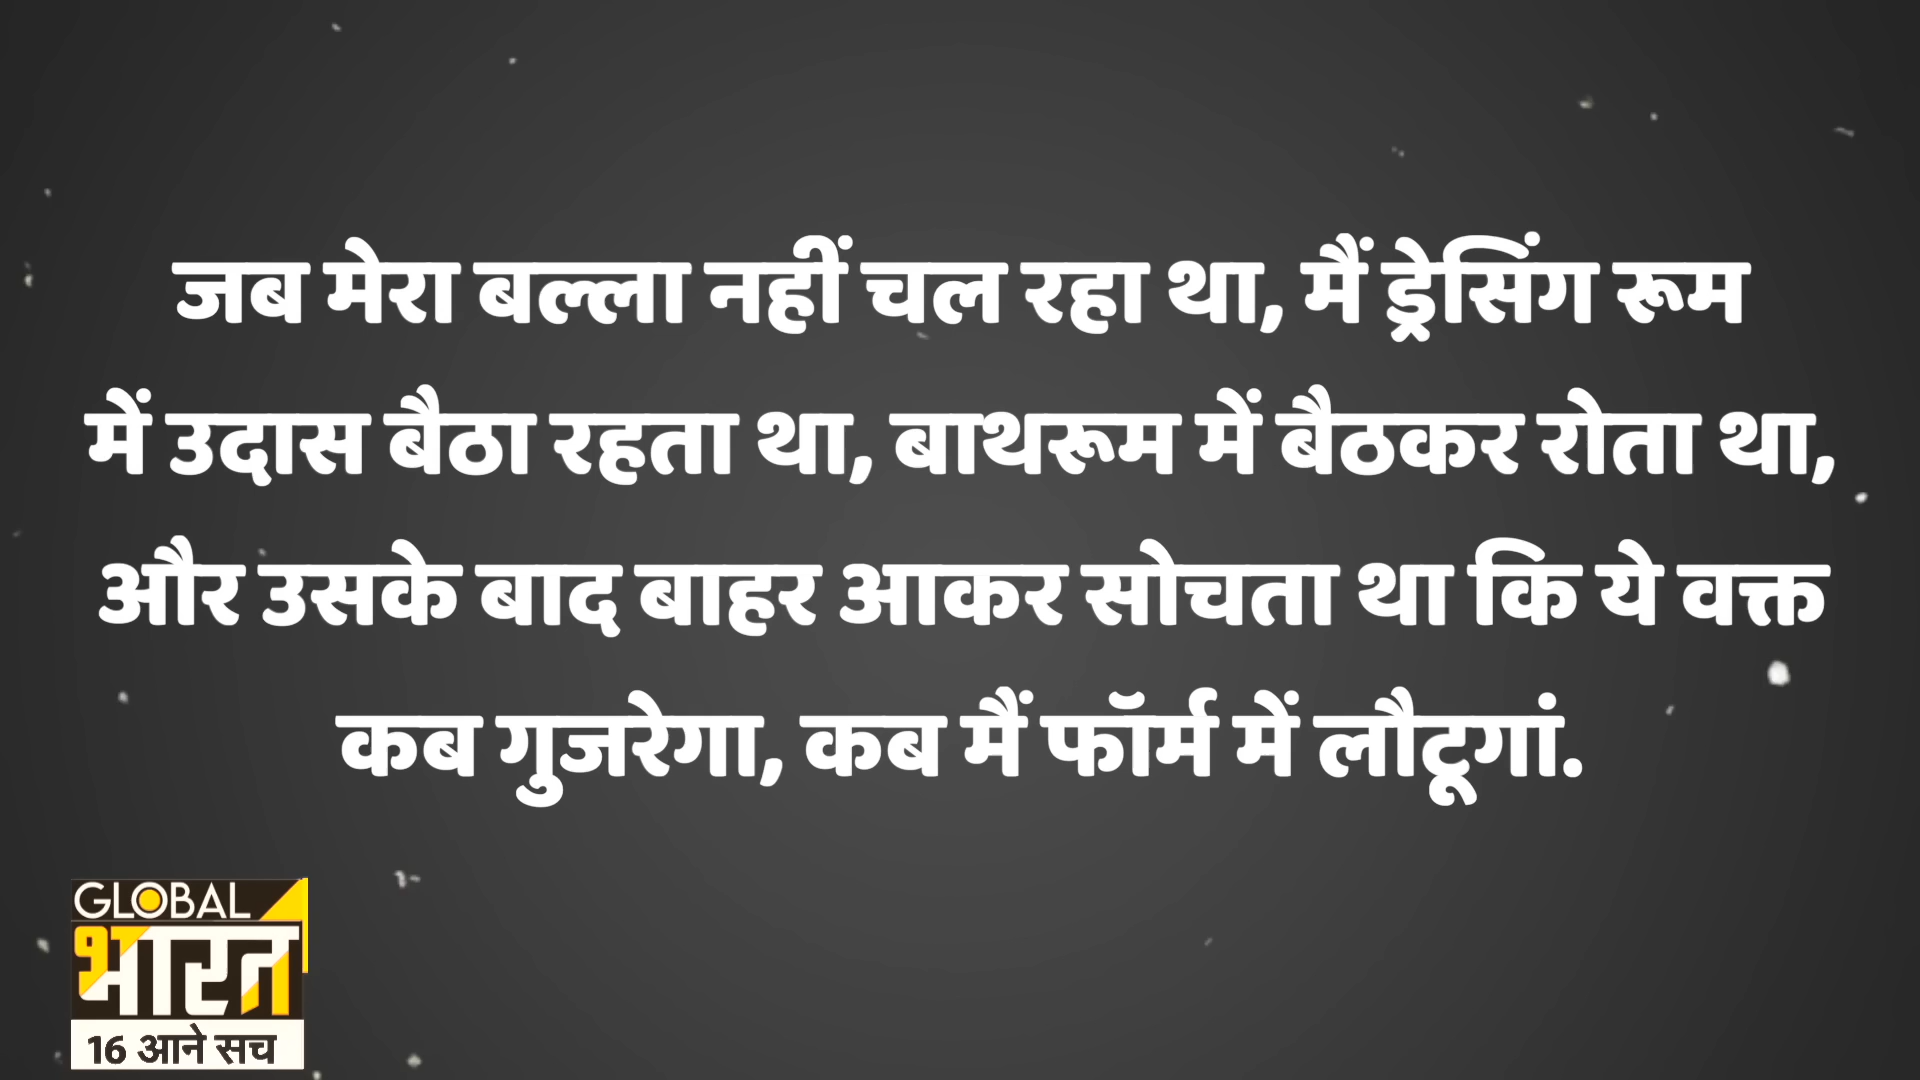 जब मेरा बल्ला नहीं चल रहा था, मैं ड्रेसिंग रूम
में उदास बैठा रहता था, बाथरूम में बैठकर रोता था,
और उसके बाद बाहर आकर सोचता था कि ये वक्त
कब गुजरेगा, कब मैं फॉर्म में लौटूगां.
GLOBAL
भारत
16 आने सच